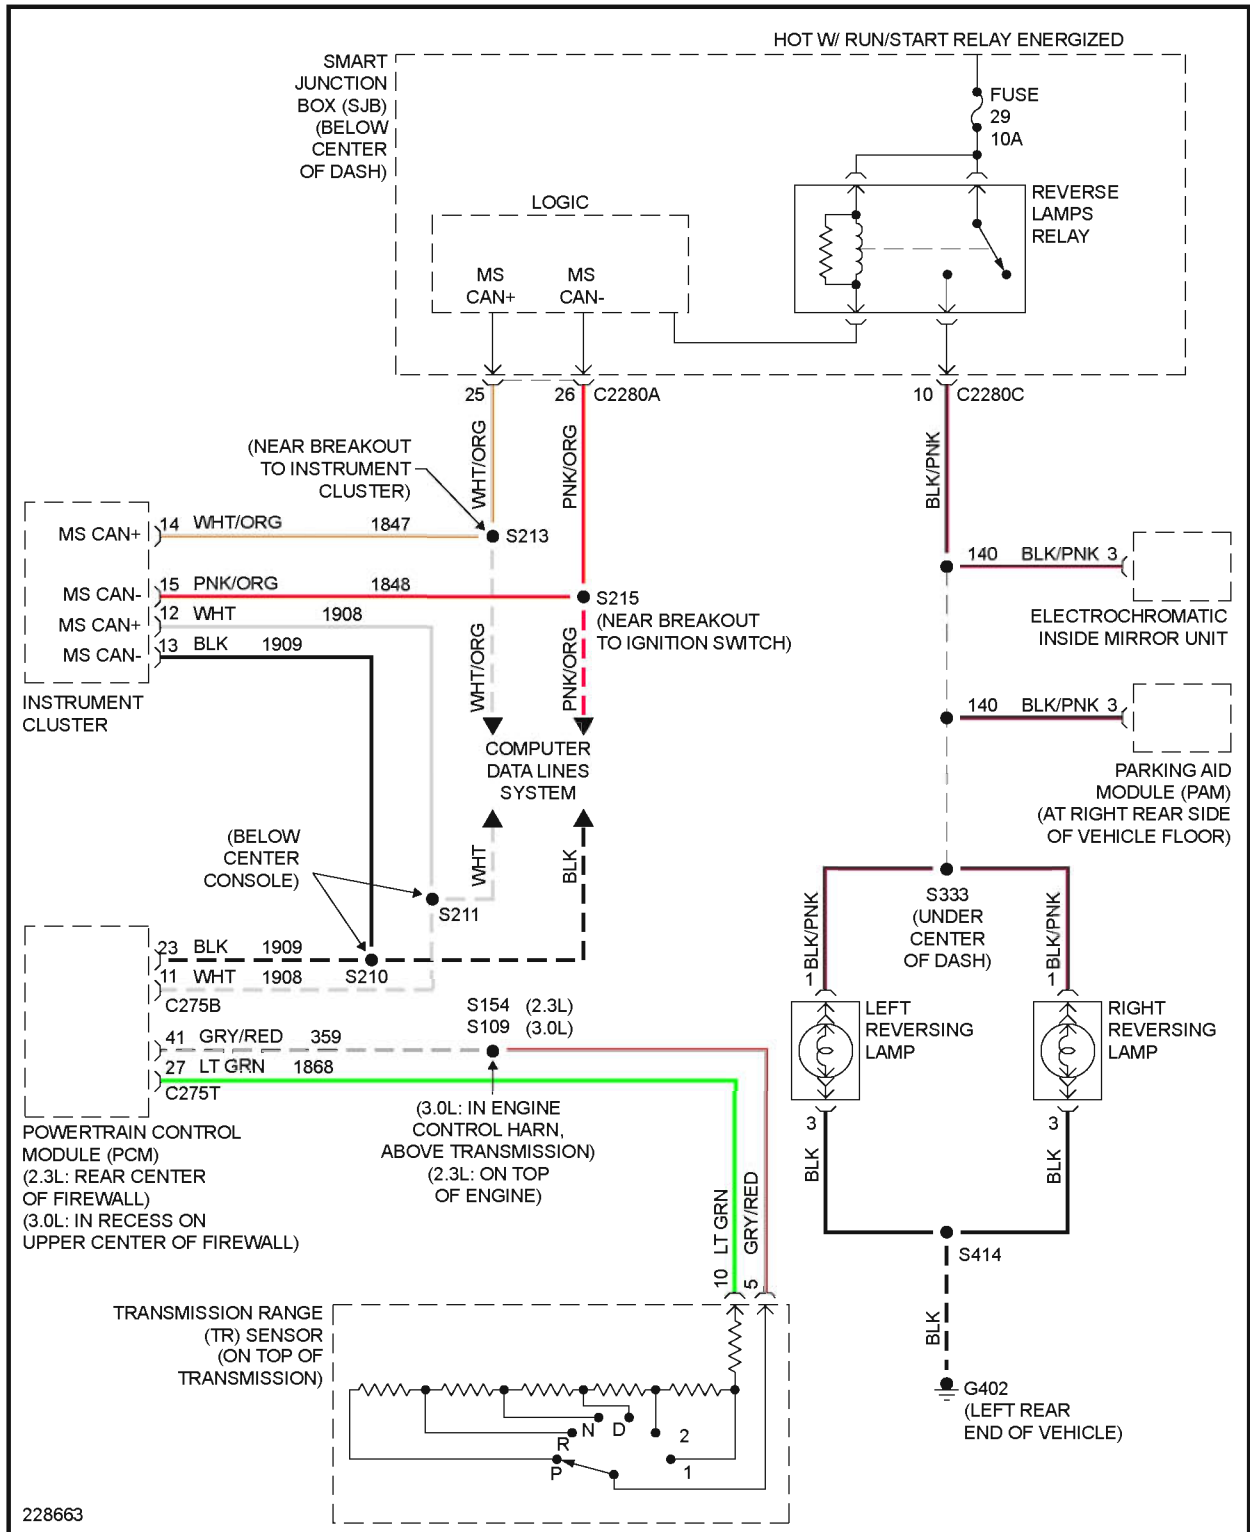 HOT W/ RUN/START RELAY ENERGIZED
SMART
JUNCTION
BOX (SJB)
(BELOW
CENTER
OF DASH)
FUSE
29
10A
REVERSE
LAMPS
RELAY
LOGIC
MS
CAN+
MS
CAN-
25
26
C2280A
10
C2280C
WHT/ORG
PNK/ORG
BLK/PNK
(NEAR BREAKOUT
TO INSTRUMENT
CLUSTER)
S213
MS CAN+
14
WHT/ORG
1847
MS CAN-
15
PNK/ORG
1848
MS CAN+
12
WHT
1908
MS CAN-
13
BLK
1909
INSTRUMENT
CLUSTER
S215
(NEAR BREAKOUT
TO IGNITION SWITCH)
WHT/ORG
PNK/ORG
COMPUTER
DATA LINES
SYSTEM
WHT
BLK
140
BLK/PNK
3
ELECTROCHROMATIC
INSIDE MIRROR UNIT
140
BLK/PNK
3
PARKING AID
MODULE (PAM)
(AT RIGHT REAR SIDE
OF VEHICLE FLOOR)
(BELOW
CENTER
CONSOLE)
S211
S210
S333
(UNDER
CENTER
OF DASH)
BLK/PNK
1
BLK/PNK
1
23
BLK
1909
11
WHT
1908
C275B
41
GRY/RED
359
27
LT GRN
1868
C275T
S154
(2.3L)
S109
(3.0L)
LEFT
REVERSING
LAMP
RIGHT
REVERSING
LAMP
3
3
BLK
BLK
POWERTRAIN CONTROL
MODULE (PCM)
(2.3L: REAR CENTER
OF FIREWALL)
(3.0L: IN RECESS ON
UPPER CENTER OF FIREWALL)
(3.0L: IN ENGINE
CONTROL HARN,
ABOVE TRANSMISSION)
(2.3L: ON TOP
OF ENGINE)
LT GRN
GRY/RED
10
5
S414
BLK
G402
(LEFT REAR
END OF VEHICLE)
TRANSMISSION RANGE
(TR) SENSOR
(ON TOP OF
TRANSMISSION)
P
R
N
D
2
1
228663